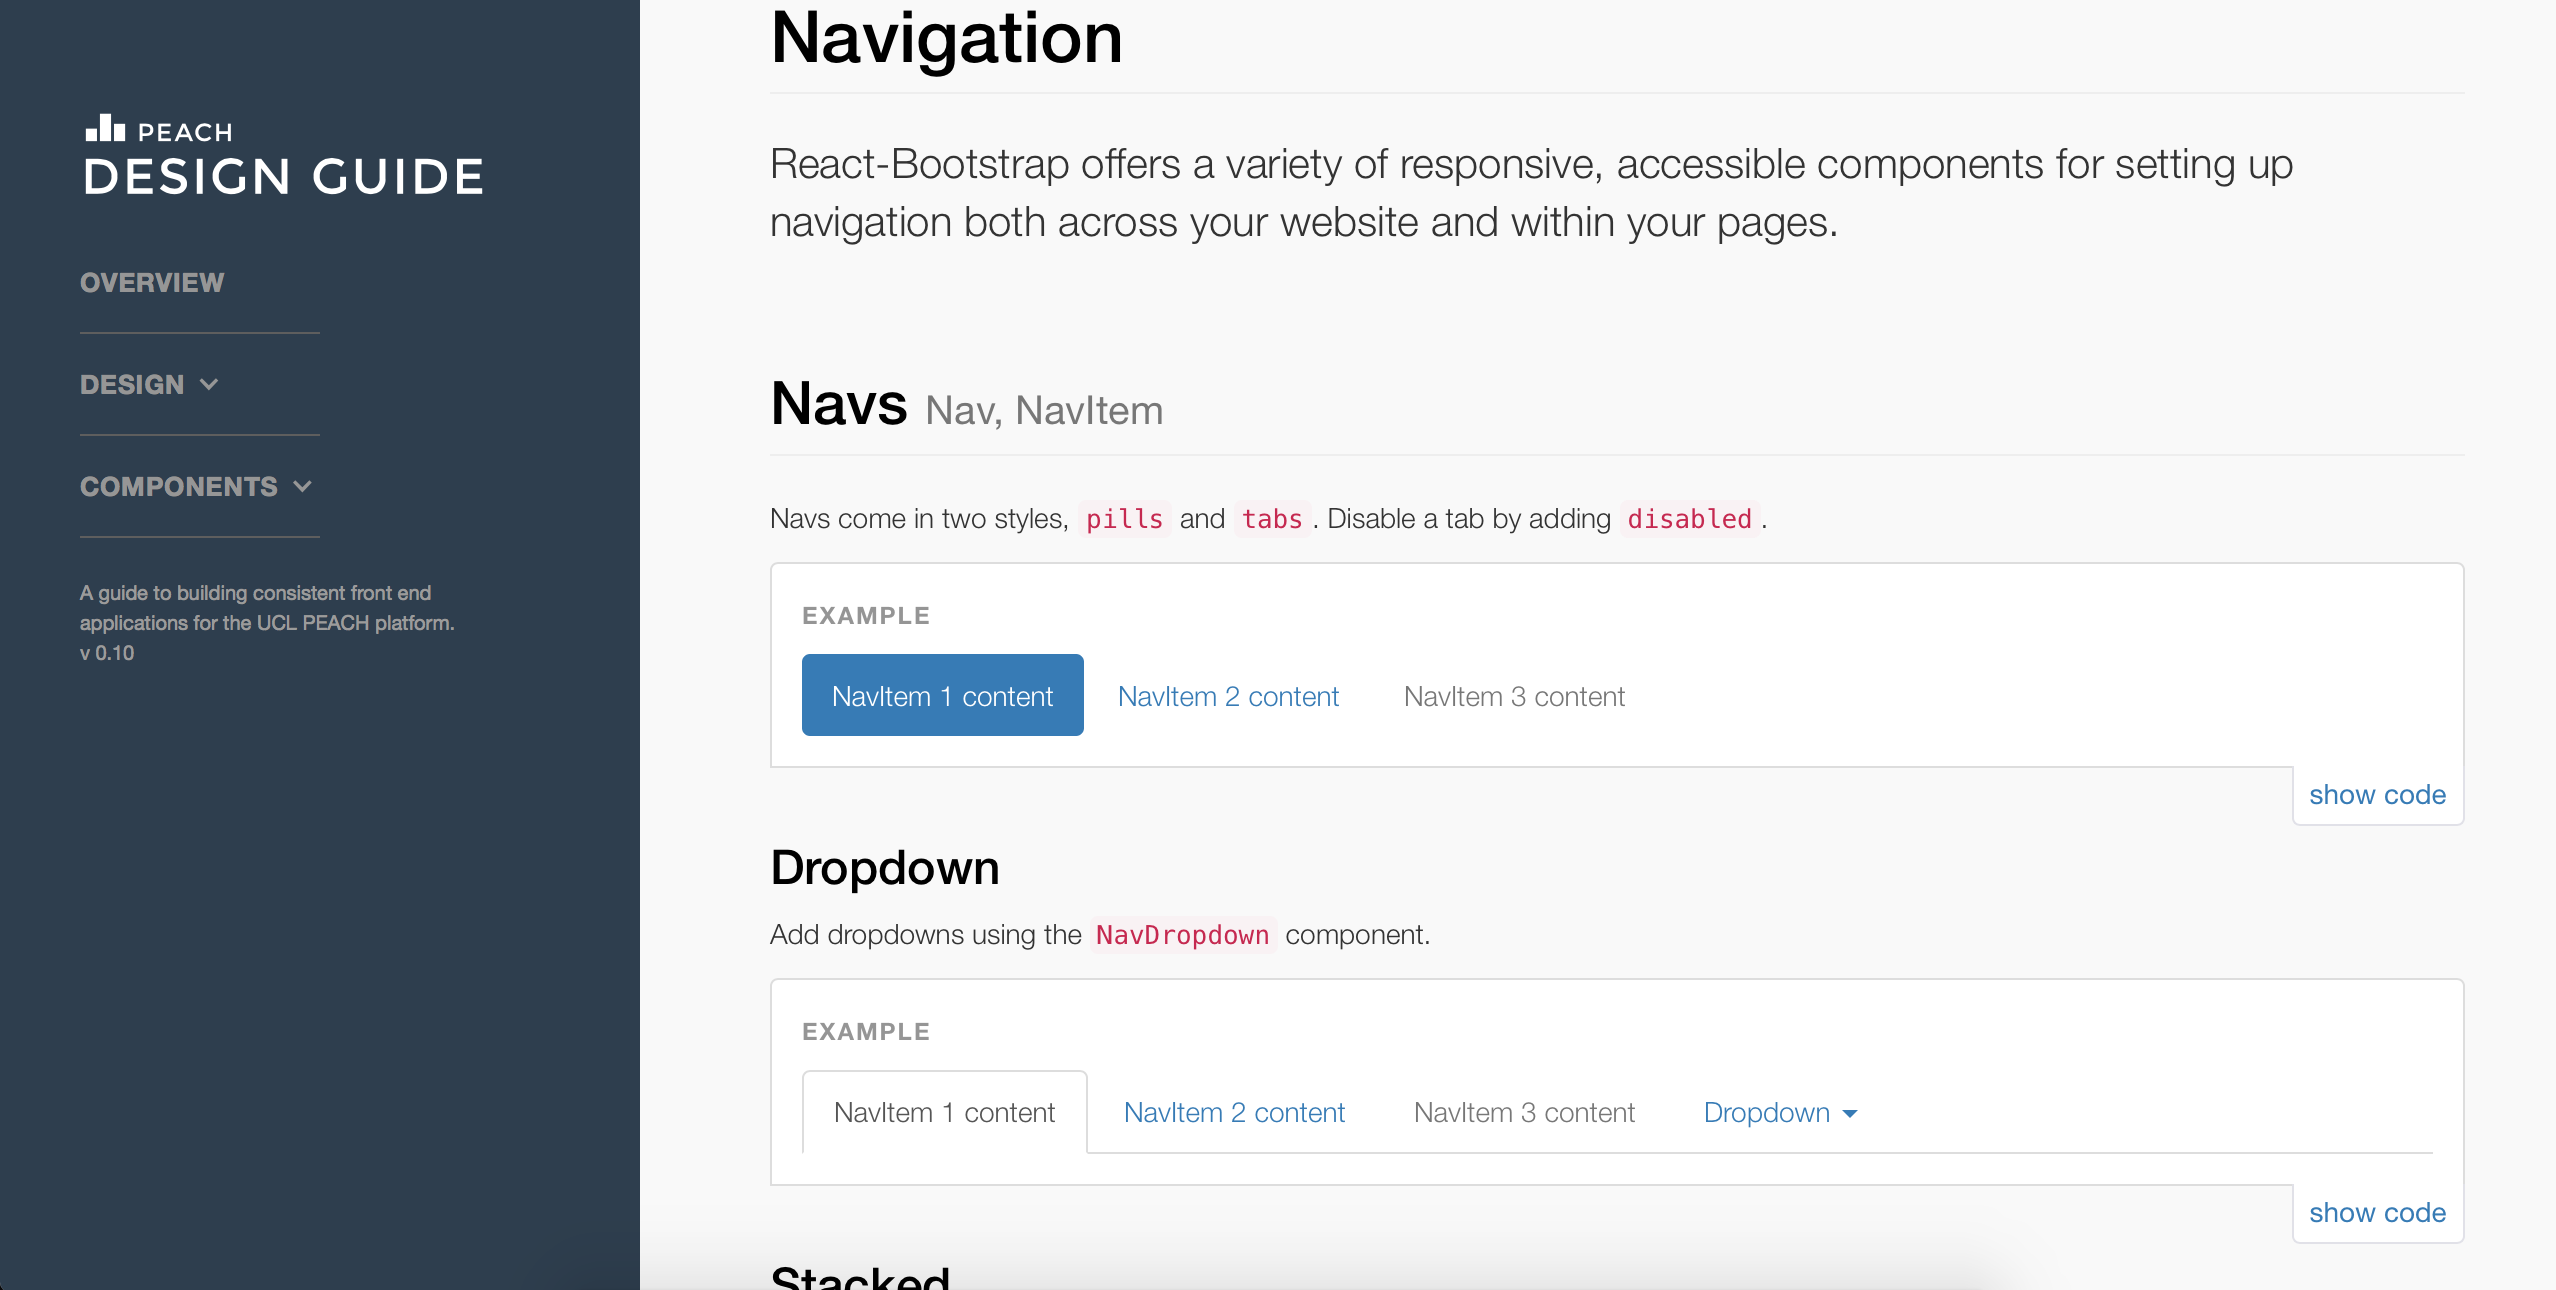 PEACH
DESIGN GUIDE
OVERVIEW
DESIGN
COMPONENTS
A guide to building consistent front end
applications for the UCL PEACH platform.
v 0.10
Navigation
React-Bootstrap offers a variety of responsive, accessible components for setting up
navigation both across your website and within your pages.
Navs Nav, NavItem
Navs come in two styles, pills and tabs. Disable a tab by adding disabled.
EXAMPLE
NavItem 1 content NavItem 2 content NavItem 3 content
show code
Dropdown
Add dropdowns using the NavDropdown component.
EXAMPLE
NavItem 1 content NavItem 2 content NavItem 3 content Dropdown
show code
Stacked